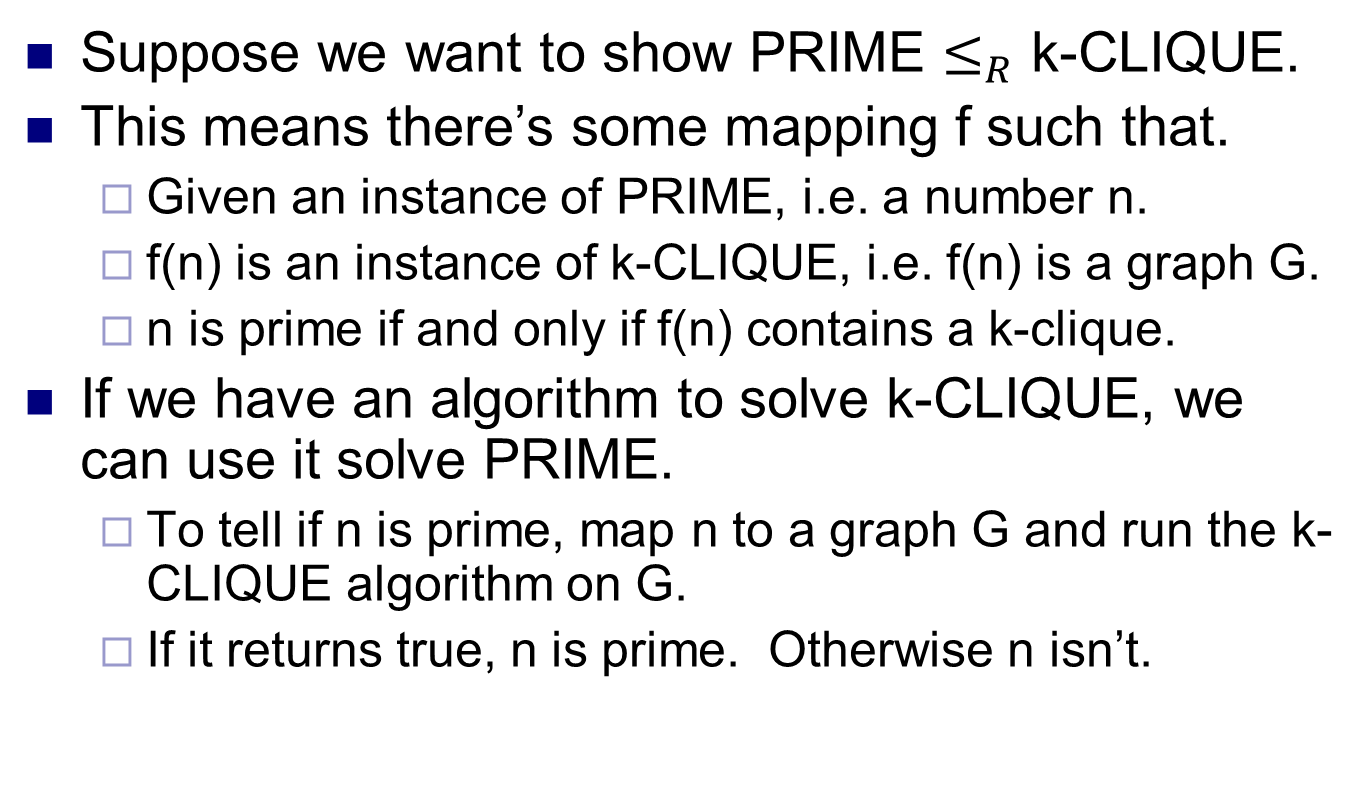 Suppose we want to show PRIME ≤R k-CLIQUE.
This means there’s some mapping f such that.
Given an instance of PRIME, i.e. a number n.
f(n) is an instance of k-CLIQUE, i.e. f(n) is a graph G.
n is prime if and only if f(n) contains a k-clique.
If we have an algorithm to solve k-CLIQUE, we
can use it solve PRIME.
To tell if n is prime, map n to a graph G and run the k-
CLIQUE algorithm on G.
If it returns true, n is prime.  Otherwise n isn’t.